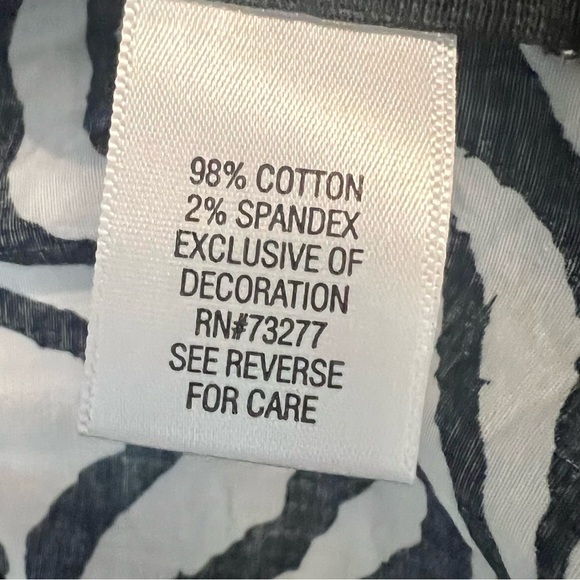 98% COTTON
2% SPANDEX
EXCLUSIVE OF
DECORATION
RN#73277
SEE REVERSE
FOR CARE